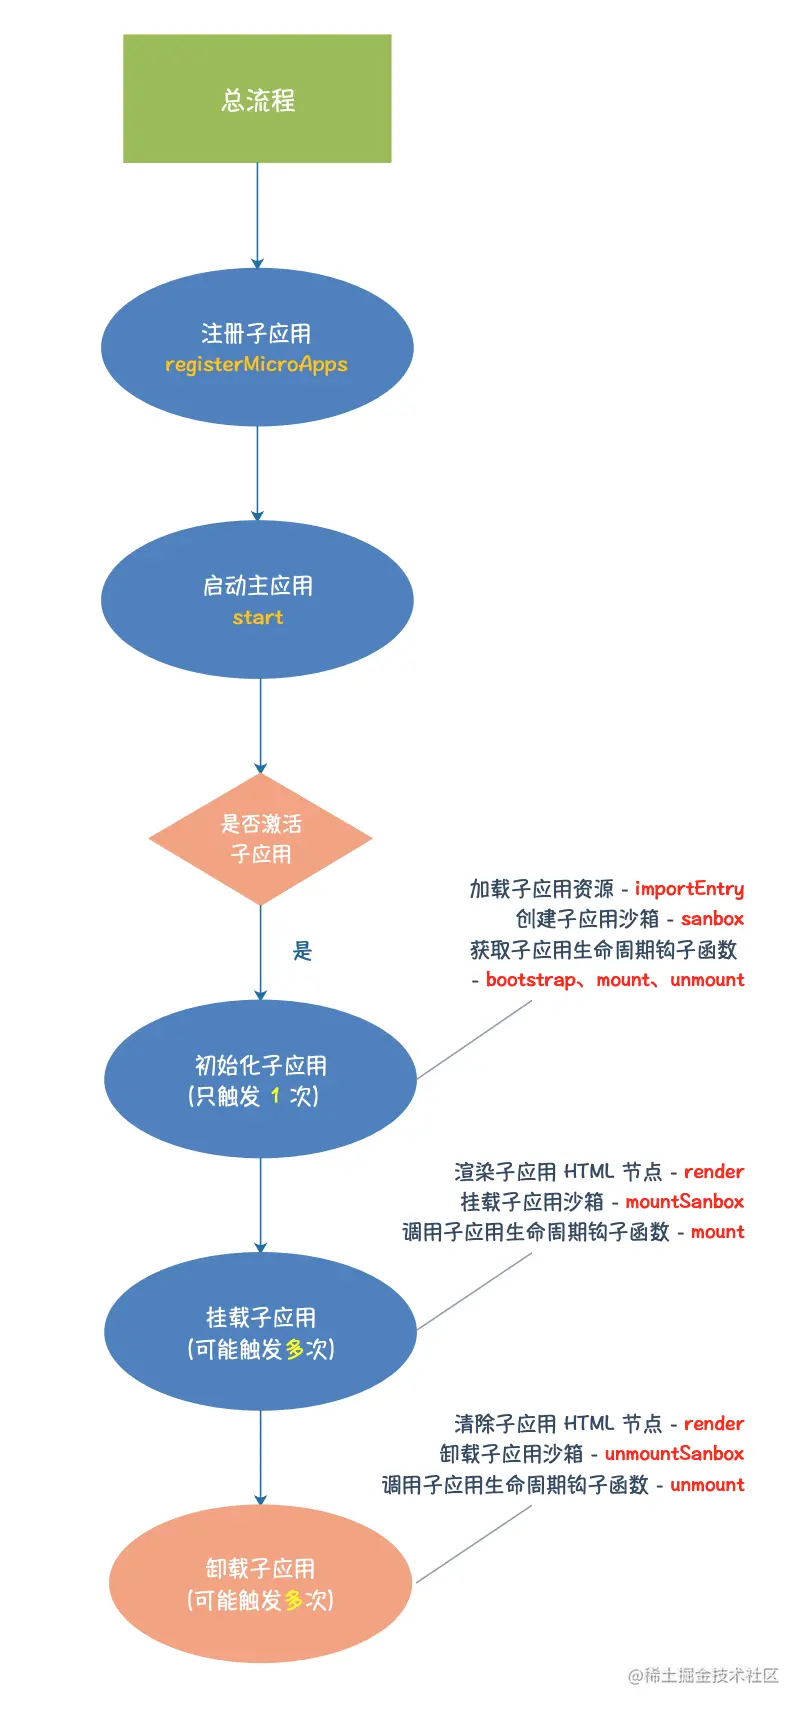 总流程
注册子应用
registerMicroApps
启动主应用
start
是否激活
子应用
是
加载子应用资源 - importEntry
创建子应用沙箱 - sanbox
获取子应用生命周期钩子函数
- bootstrap、mount、unmount
初始化子应用
(只触发 1 次)
渲染子应用 HTML 节点 - render
挂载子应用沙箱 - mountSanbox
调用子应用生命周期钩子函数 - mount
挂载子应用
(可能触发多次)
清除子应用 HTML 节点 - render
卸载子应用沙箱 - unmountSanbox
调用子应用生命周期钩子函数 - unmount
卸载子应用
(可能触发多次)
@稀土掘金技术社区